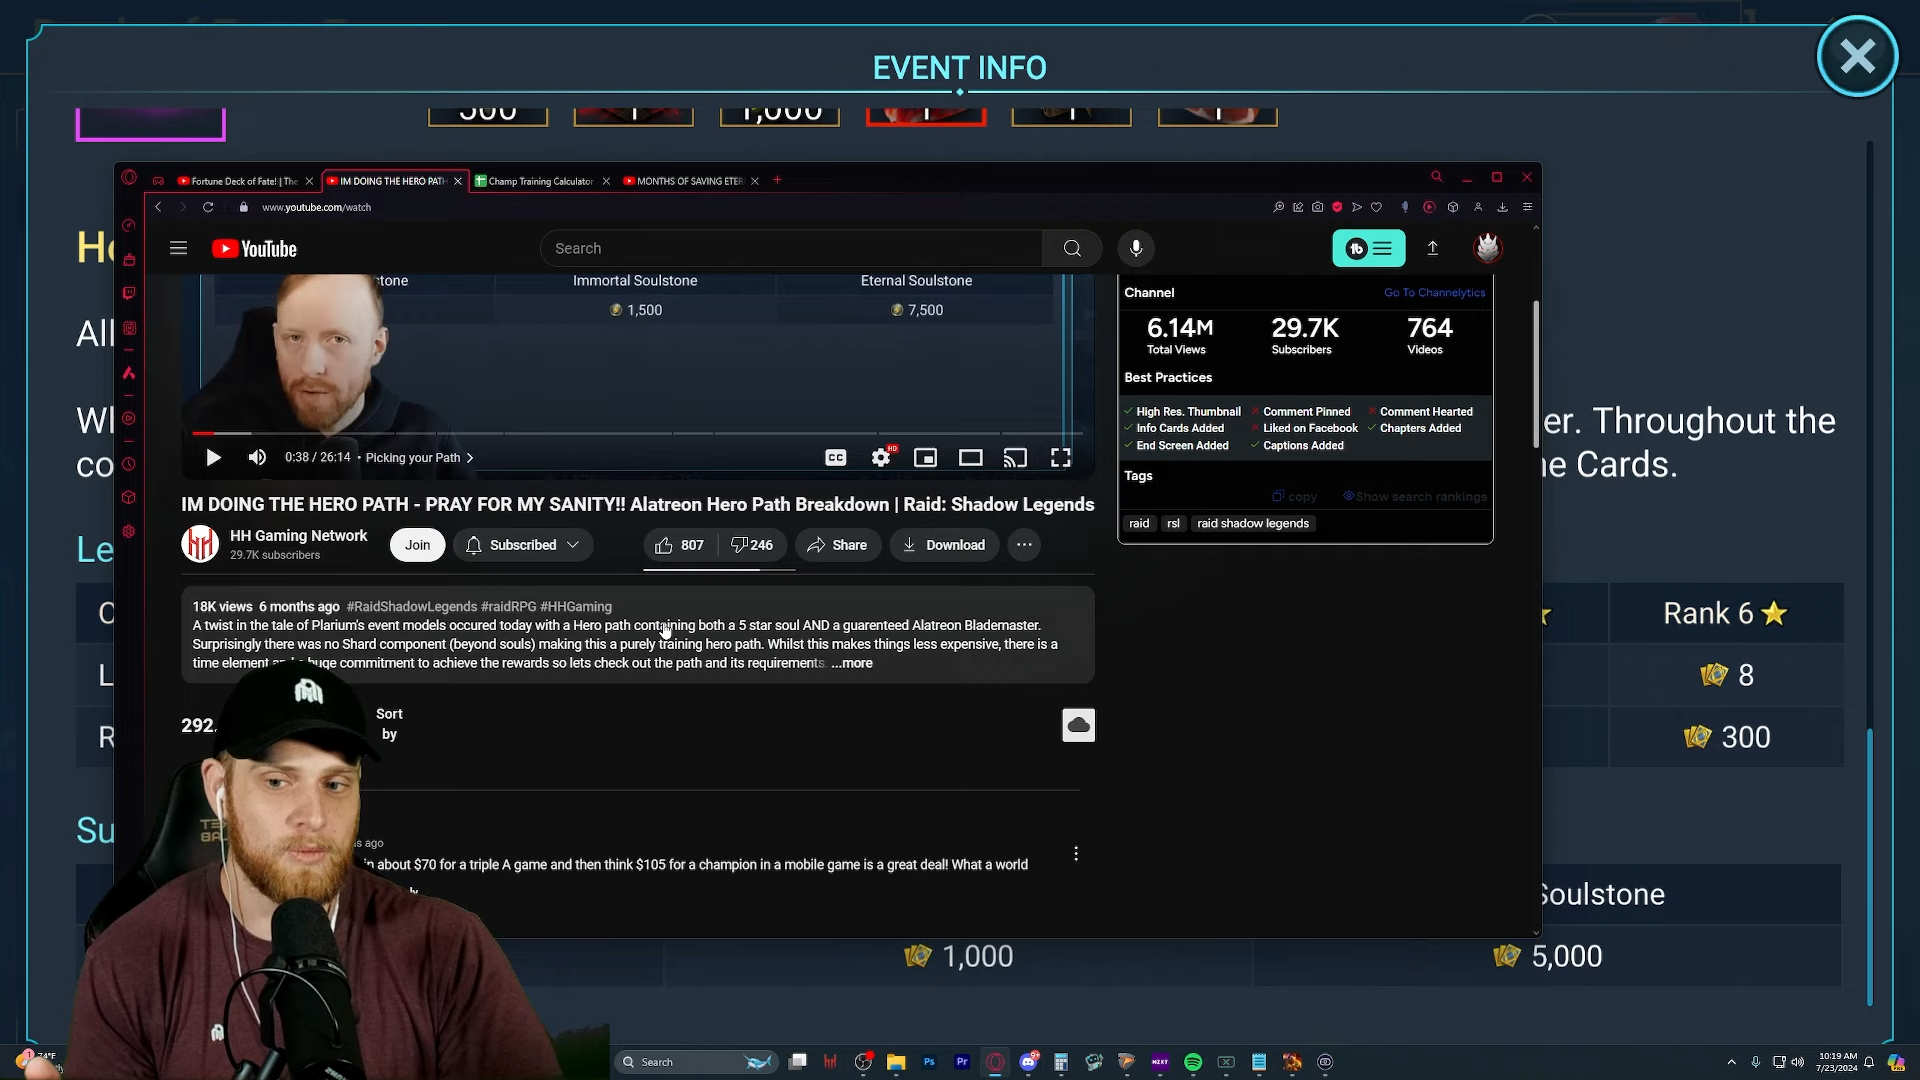 EVENT INFO
Fortune Deck of Fate! | The
IM DOING THE HERO PATH
Champ Training Calculator
MONTHS OF SAVING ETER
www.youtube.com/watch
YouTube
Search
Immortal Soulstone
Eternal Soulstone
1,500
7,500
0:38 / 26:14 • Picking your Path
CC
HD
IM DOING THE HERO PATH - PRAY FOR MY SANITY!! Alatreon Hero Path Breakdown | Raid: Shadow Legends
HH Gaming Network
29.7K subscribers
Join
Subscribed
807
246
Share
Download
18K views 6 months ago #RaidShadowLegends #raidRPG #HHGaming
A twist in the tale of Plarium's event models occured today with a Hero path containing both a 5 star soul AND a guarenteed Alatreon Blademaster.
Surprisingly there was no Shard component (beyond souls) making this a purely training hero path. Whilst this makes things less expensive, there is a
time element and a huge commitment to achieve the rewards so lets check out the path and its requirements. ...more
292
Sort
by
ago
in about $70 for a triple A game and then think $105 for a champion in a mobile game is a great deal! What a world
Channel
Go To Channelytics
6.14M
29.7K
764
Total Views
Subscribers
Videos
Best Practices
High Res. Thumbnail
Comment Pinned
Comment Hearted
Info Cards Added
Liked on Facebook
Chapters Added
End Screen Added
Captions Added
Tags
copy
Show search rankings
raid
rsl
raid shadow legends
All
er. Throughout the
co
ne Cards.
Le
Rank 6
8
300
Su
Soulstone
1,000
5,000
Search
10:19 AM
7/23/2024